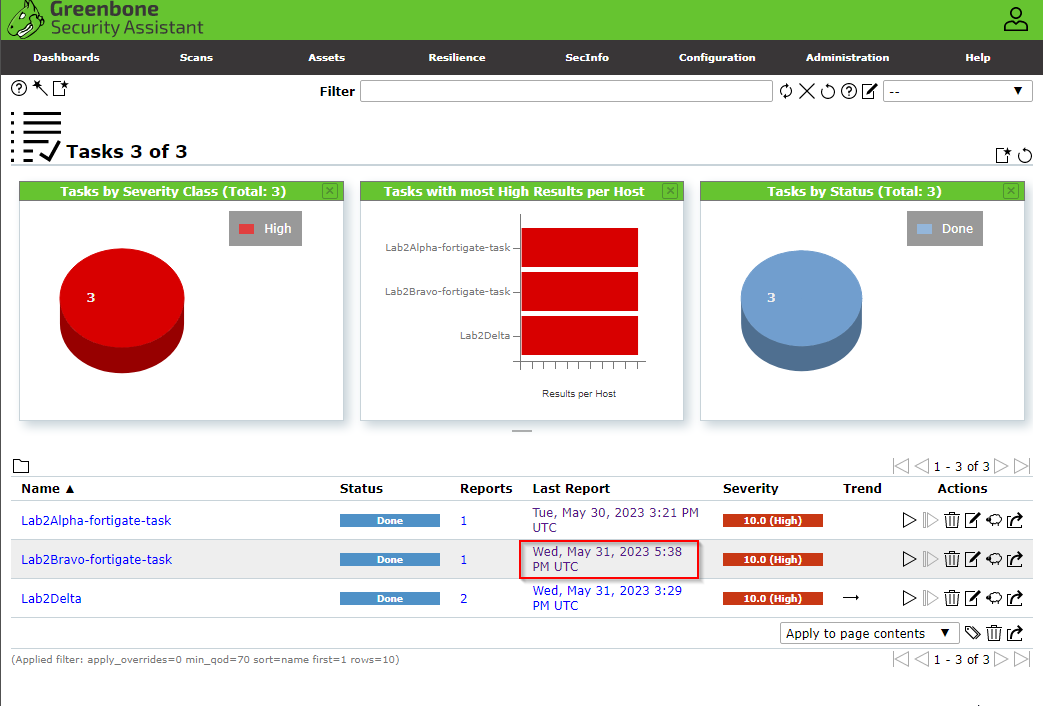 Greenbone
Security Assistant
Dashboards Scans Assets Resilience SecInfo Configuration Administration Help
Filter --
Tasks 3 of 3
Tasks by Severity Class (Total: 3)
High
3
Tasks with most High Results per Host
Lab2Alpha-fortigate-task
Lab2Bravo-fortigate-task
Lab2Delta
Results per Host
Tasks by Status (Total: 3)
Done
3
1 - 3 of 3
Name ▲ Status Reports Last Report Severity Trend Actions
Lab2Alpha-fortigate-task Done 1 Tue, May 30, 2023 3:21 PM 10.0 (High)
UTC
Lab2Bravo-fortigate-task Done 1 Wed, May 31, 2023 5:38 10.0 (High)
PM UTC
Lab2Delta Done 2 Wed, May 31, 2023 3:29 10.0 (High)
PM UTC
Apply to page contents
(Applied filter: apply_overrides=0 min_qod=70 sort=name first=1 rows=10) 1 - 3 of 3